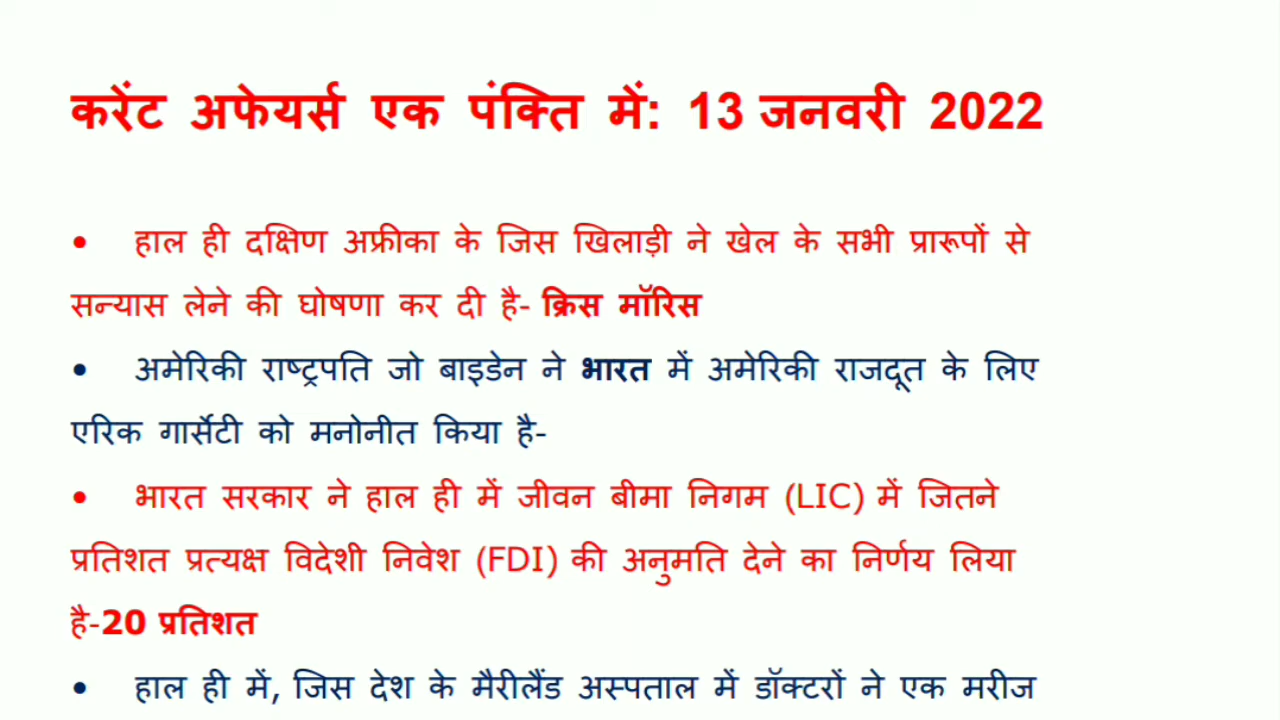 करेंट अफेयर्स एक पंक्ति में: 13 जनवरी 2022
• हाल ही दक्षिण अफ्रीका के जिस खिलाड़ी ने खेल के सभी प्रारूपों से
सन्यास लेने की घोषणा कर दी है- क्रिस मॉरिस
• अमेरिकी राष्ट्रपति जो बाइडेन ने भारत में अमेरिकी राजदूत के लिए
एरिक गार्सेटी को मनोनीत किया है-
• भारत सरकार ने हाल ही में जीवन बीमा निगम (LIC) में जितने
प्रतिशत प्रत्यक्ष विदेशी निवेश (FDI) की अनुमति देने का निर्णय लिया
है-20 प्रतिशत
• हाल ही में, जिस देश के मैरीलैंड अस्पताल में डॉक्टरों ने एक मरीज